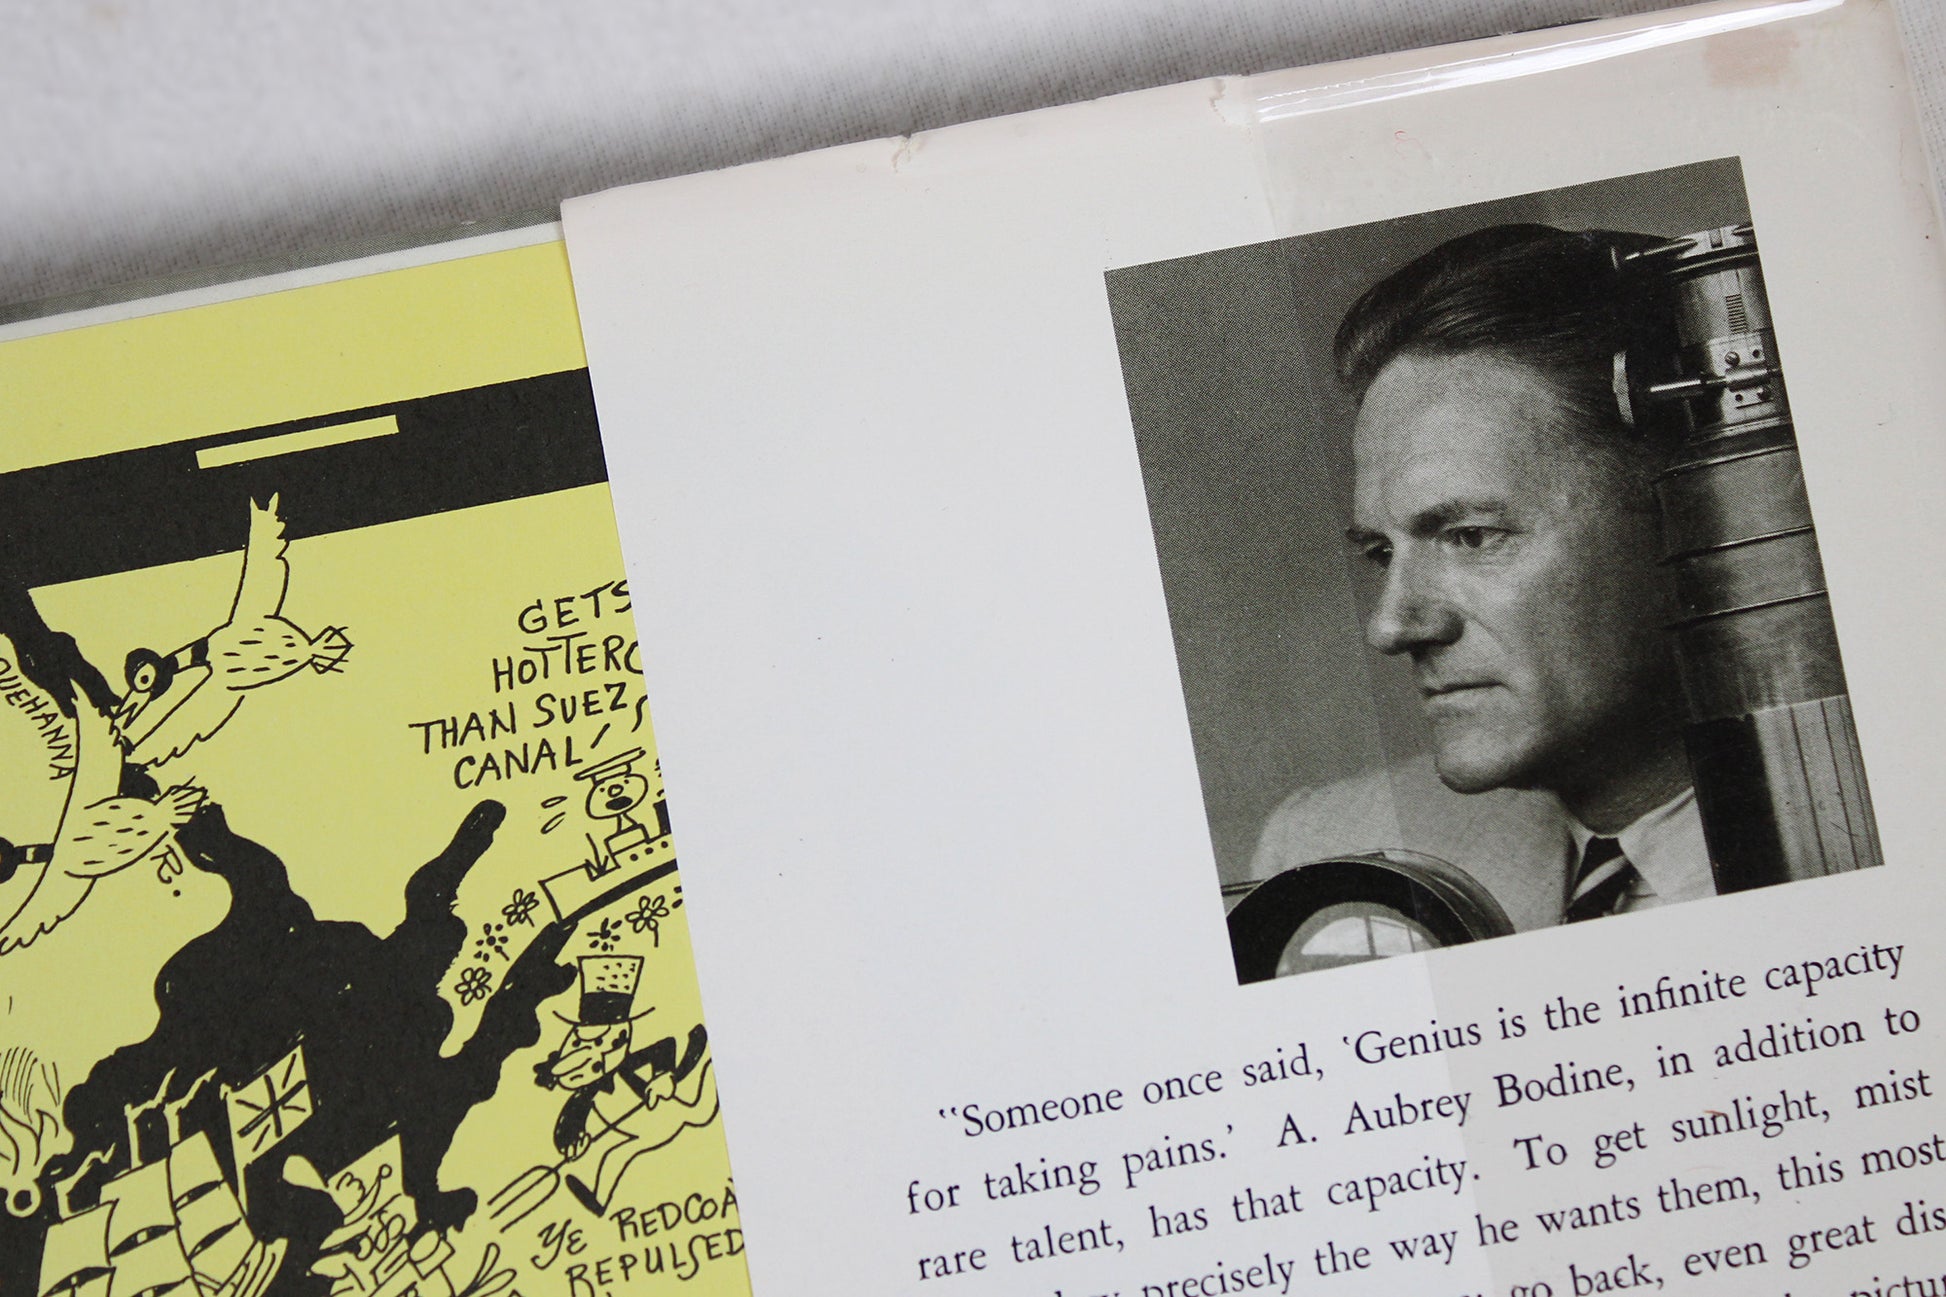 QUEHANNA
R.
GETS
HOTTER
THAN SUEZ
CANAL!
YE REDCOA
REPULSED
"Someone once said, 'Genius is the infinite capacity
for taking pains.' A. Aubrey Bodine, in addition to
rare talent, has that capacity. To get sunlight, mist
precisely the way he wants them, this most
go back, even great dis
pictu